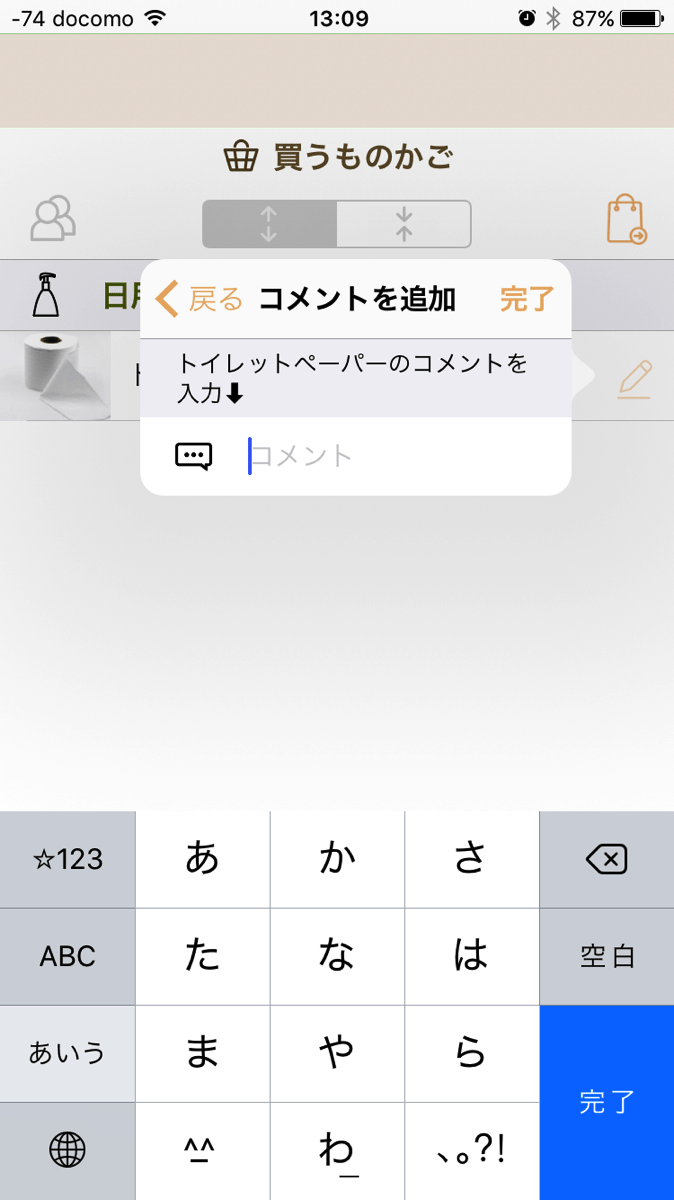 -74 docomo 13:09 87%
買うものかご
戻る コメントを追加 完了
トイレットペーパーのコメントを
入力⬇
コメント
☆123 あ か さ
ABC た な は 空白
あいう ま や ら
完了
^_^ わ 、。?!